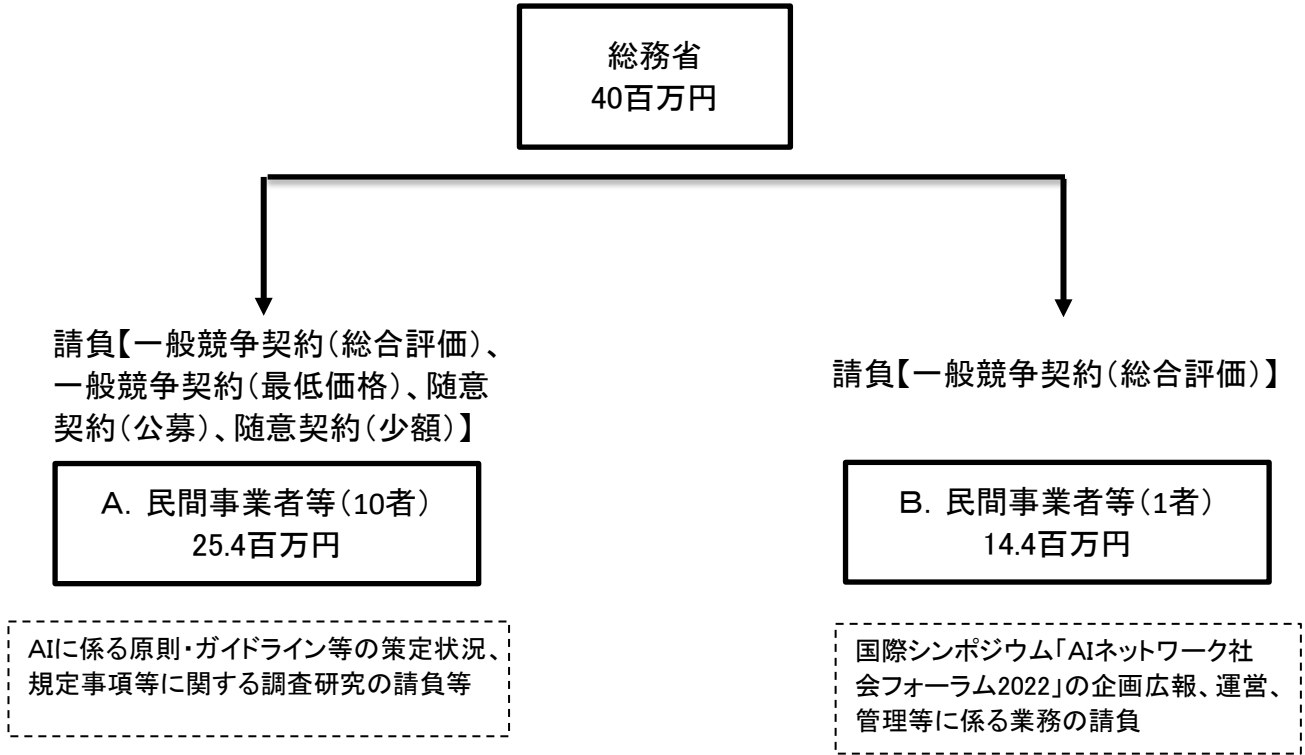 総務省
40百万円
請負【一般競争契約(総合評価)、
一般競争契約(最低価格)、随意
契約(公募)、随意契約(少額)】
A. 民間事業者等(10者)
25.4百万円
AIに係る原則・ガイドライン等の策定状況、
規定事項等に関する調査研究の請負等
請負【一般競争契約(総合評価)】
B. 民間事業者等(1者)
14.4百万円
国際シンポジウム「AIネットワーク社
会フォーラム2022」の企画広報、運営、
管理等に係る業務の請負